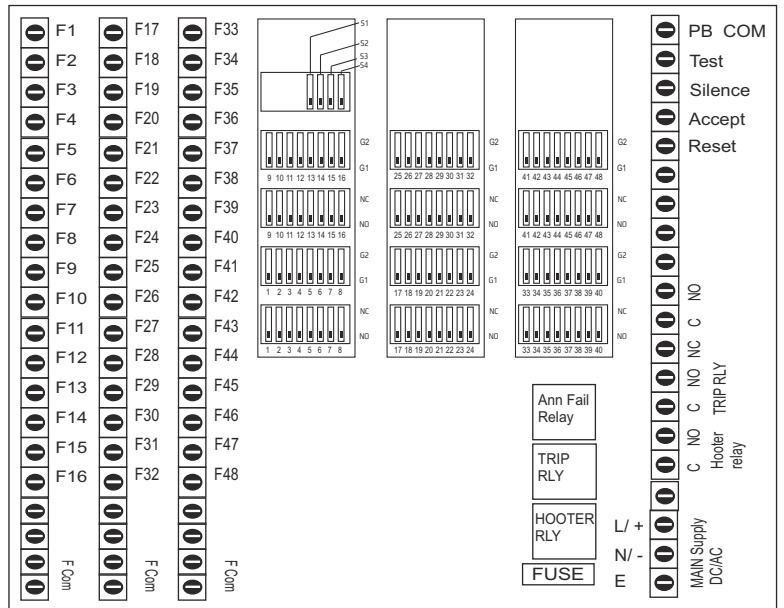 F1
F2
F3
F4
F5
F6
F7
F8
F9
F10
F11
F12
F13
F14
F15
F16
F Com
F17
F18
F19
F20
F21
F22
F23
F24
F25
F26
F27
F28
F29
F30
F31
F32
F Com
F33
F34
F35
F36
F37
F38
F39
F40
F41
F42
F43
F44
F45
F46
F47
F48
F Com
S1
S2
S3
S4
G2
G1
9 10 11 12 13 14 15 16
NC
NO
9 10 11 12 13 14 15 16
G2
G1
1 2 3 4 5 6 7 8
NC
NO
1 2 3 4 5 6 7 8
G2
G1
25 26 27 28 29 30 31 32
NC
NO
25 26 27 28 29 30 31 32
G2
G1
17 18 19 20 21 22 23 24
NC
NO
17 18 19 20 21 22 23 24
G2
G1
41 42 43 44 45 46 47 48
NC
NO
41 42 43 44 45 46 47 48
G2
G1
33 34 35 36 37 38 39 40
NC
NO
33 34 35 36 37 38 39 40
Ann Fail
Relay
TRIP
RLY
HOOTER
RLY
FUSE
PB COM
Test
Silence
Accept
Reset
NO
C
NC
NO
C
TRIP RLY
NO
C
Hooter
relay
L/ +
N/ -
E
MAIN Supply
DC/AC